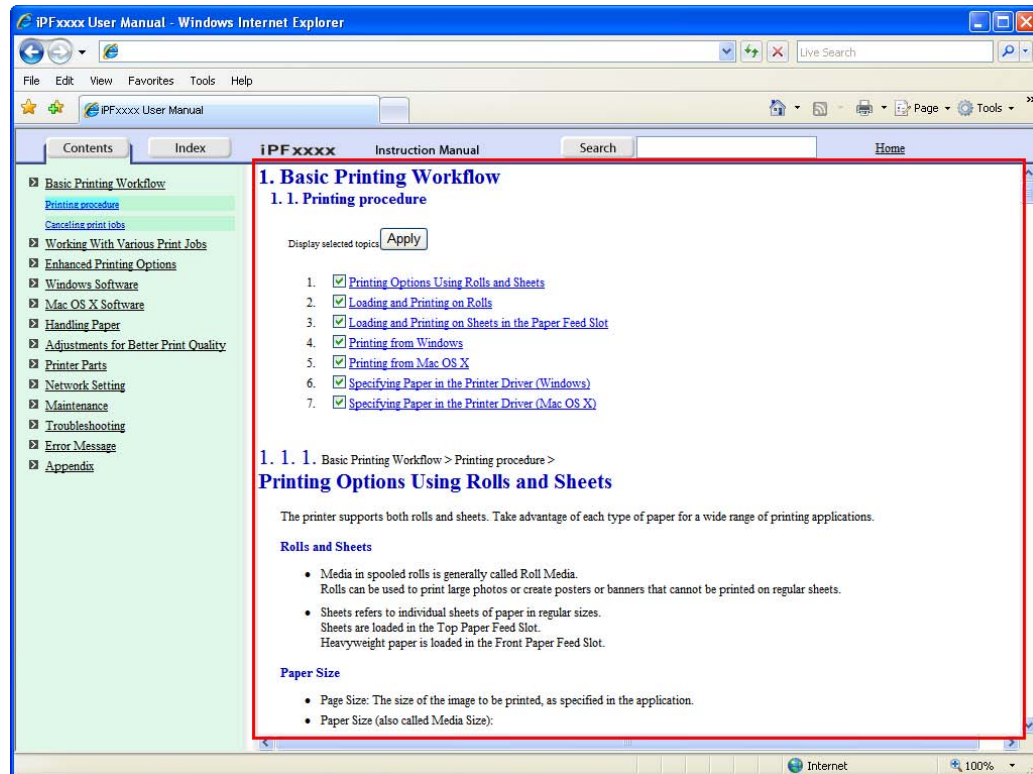 iPFxxxx User Manual - Windows Internet Explorer
Live Search
File Edit View Favorites Tools Help
iPFxxxx User Manual
Page Tools
Contents Index iPFxxxx Instruction Manual Search Home
Basic Printing Workflow
Printing procedure
Canceling print jobs
Working With Various Print Jobs
Enhanced Printing Options
Windows Software
Mac OS X Software
Handling Paper
Adjustments for Better Print Quality
Printer Parts
Network Setting
Maintenance
Troubleshooting
Error Message
Appendix
1. Basic Printing Workflow
1. 1. Printing procedure
Display selected topics Apply
1. Printing Options Using Rolls and Sheets
2. Loading and Printing on Rolls
3. Loading and Printing on Sheets in the Paper Feed Slot
4. Printing from Windows
5. Printing from Mac OS X
6. Specifying Paper in the Printer Driver (Windows)
7. Specifying Paper in the Printer Driver (Mac OS X)
1. 1. 1. Basic Printing Workflow > Printing procedure >
Printing Options Using Rolls and Sheets
The printer supports both rolls and sheets. Take advantage of each type of paper for a wide range of printing applications.
Rolls and Sheets
• Media in spooled rolls is generally called Roll Media.
Rolls can be used to print large photos or create posters or banners that cannot be printed on regular sheets.
• Sheets refers to individual sheets of paper in regular sizes.
Sheets are loaded in the Top Paper Feed Slot.
Heavyweight paper is loaded in the Front Paper Feed Slot.
Paper Size
• Page Size: The size of the image to be printed, as specified in the application.
• Paper Size (also called Media Size):
Internet 100%